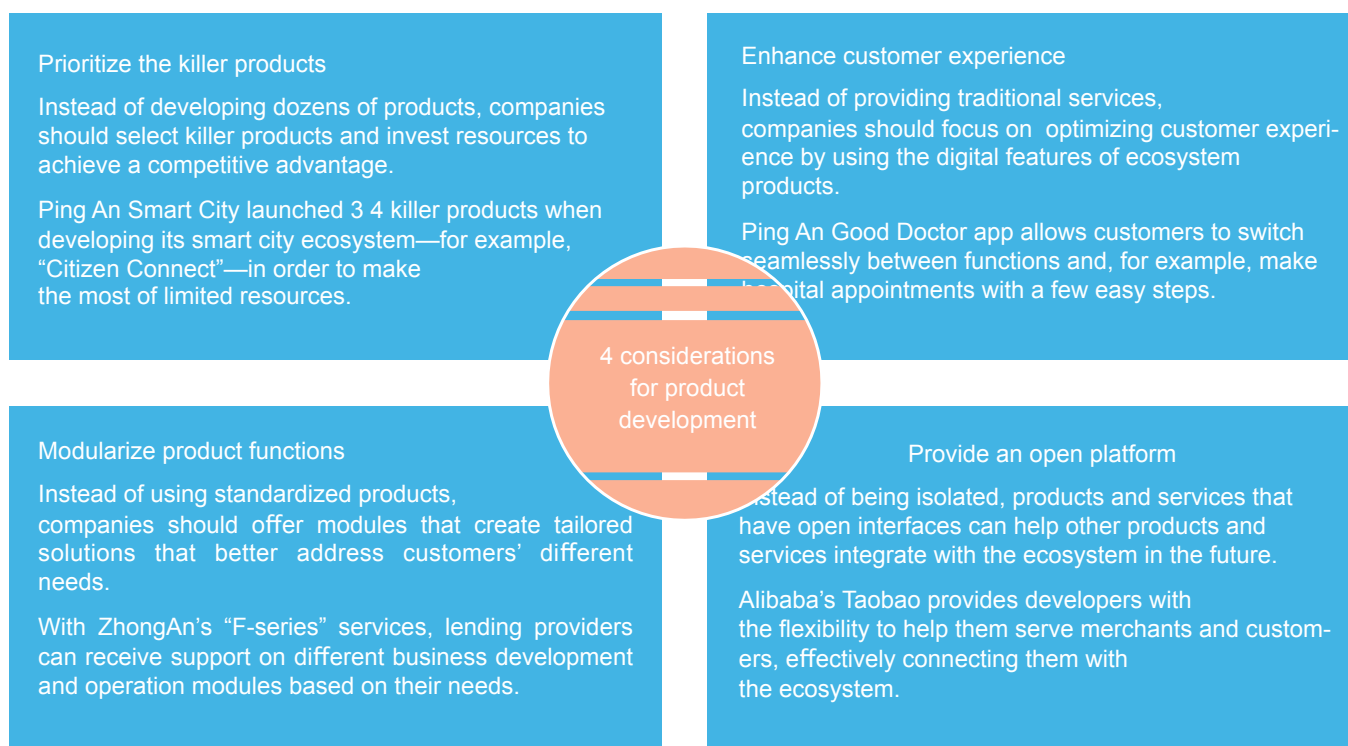 Prioritize the killer products
Instead of developing dozens of products, companies
should select killer products and invest resources to
achieve a competitive advantage.
Ping An Smart City launched 3 4 killer products when
developing its smart city ecosystem—for example,
“Citizen Connect”—in order to make
the most of limited resources.
Enhance customer experience
Instead of providing traditional services,
companies should focus on optimizing customer experi-
ence by using the digital features of ecosystem
products.
Ping An Good Doctor app allows customers to switch
seamlessly between functions and, for example, make
hospital appointments with a few easy steps.
4 considerations
for product
development
Modularize product functions
Instead of using standardized products,
companies should offer modules that create tailored
solutions that better address customers’ different
needs.
With ZhongAn’s “F-series” services, lending providers
can receive support on different business development
and operation modules based on their needs.
Provide an open platform
Instead of being isolated, products and services that
have open interfaces can help other products and
services integrate with the ecosystem in the future.
Alibaba’s Taobao provides developers with
the flexibility to help them serve merchants and custom-
ers, effectively connecting them with
the ecosystem.